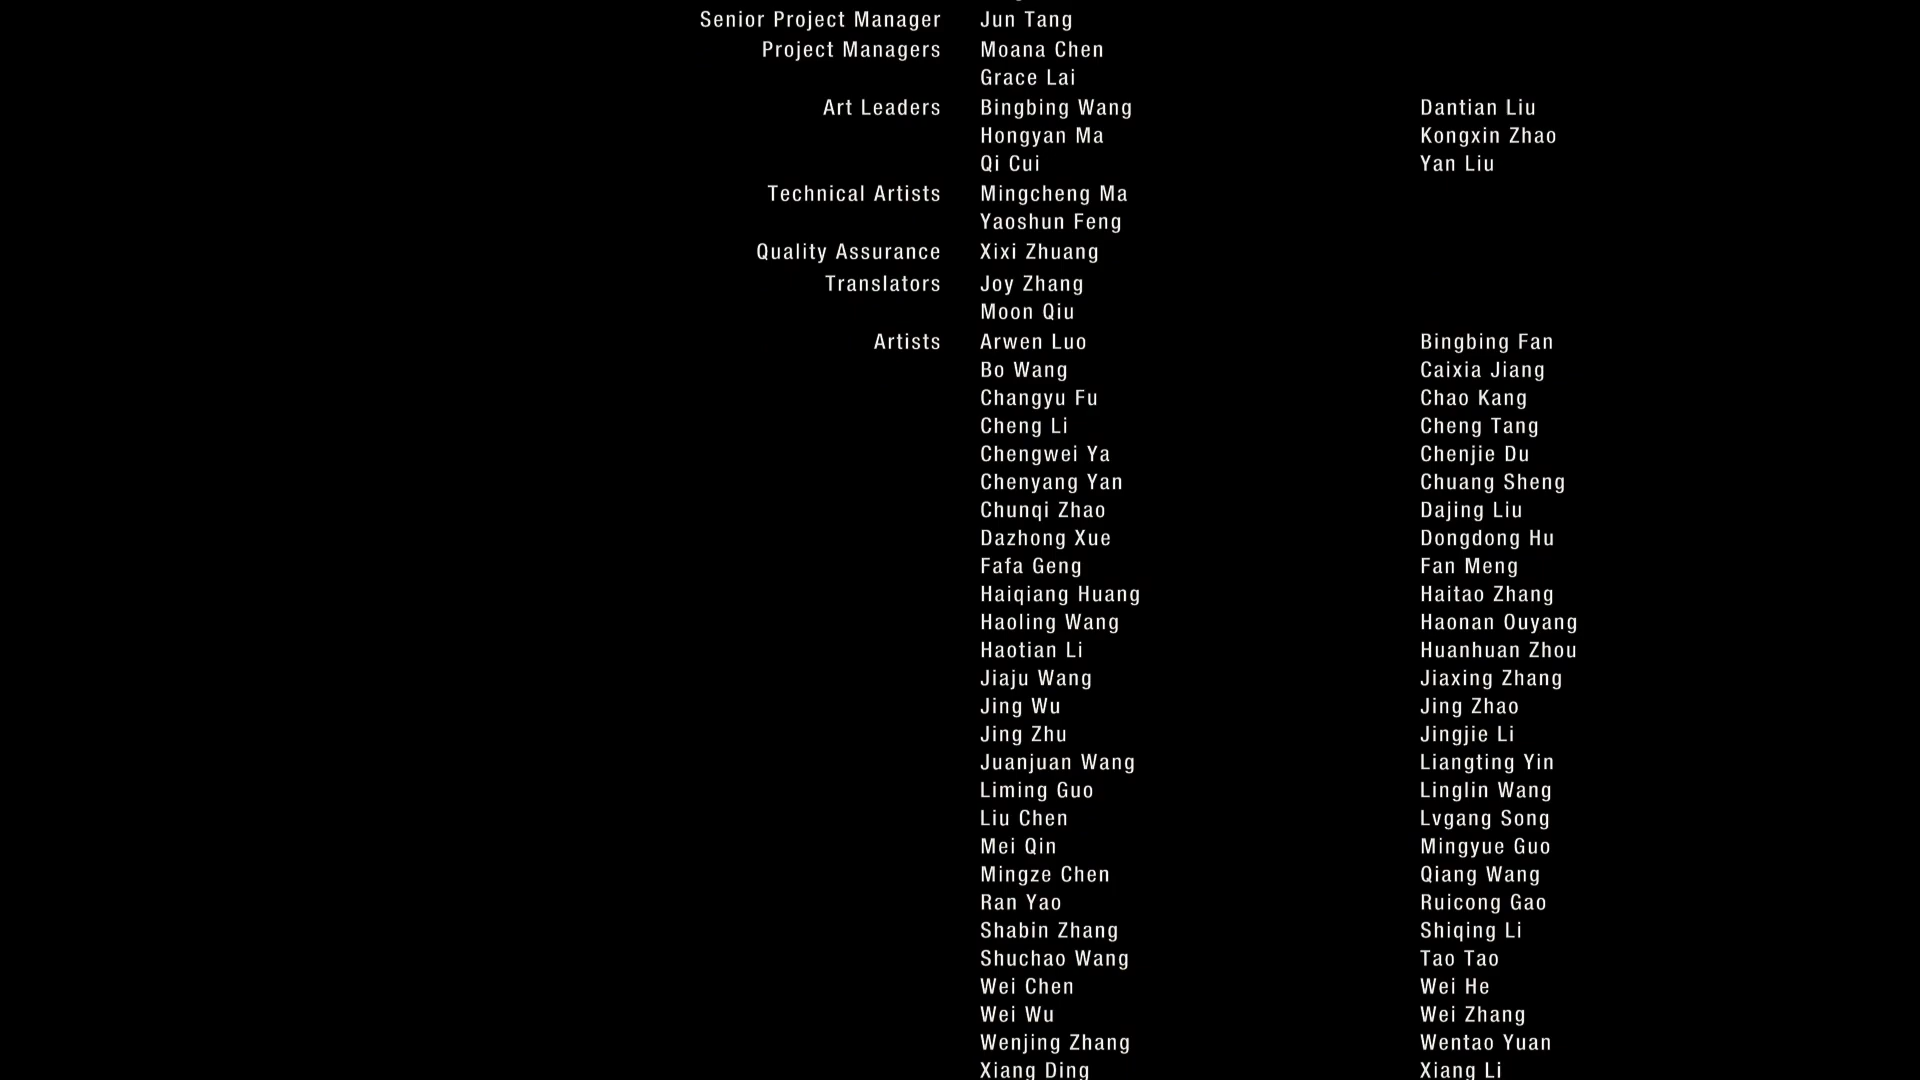 Senior Project Manager Jun Tang
Project Managers Moana Chen
Grace Lai
Art Leaders Bingbing Wang Dantian Liu
Hongyan Ma Kongxin Zhao
Qi Cui Yan Liu
Technical Artists Mingcheng Ma
Yaoshun Feng
Quality Assurance Xixi Zhuang
Translators Joy Zhang
Moon Qiu
Artists Arwen Luo Bingbing Fan
Bo Wang Caixia Jiang
Changyu Fu Chao Kang
Cheng Li Cheng Tang
Chengwei Ya Chenjie Du
Chenyang Yan Chuang Sheng
Chunqi Zhao Dajing Liu
Dazhong Xue Dongdong Hu
Fafa Geng Fan Meng
Haiqiang Huang Haitao Zhang
Haoling Wang Haonan Ouyang
Haotian Li Huanhuan Zhou
Jiaju Wang Jiaxing Zhang
Jing Wu Jing Zhao
Jing Zhu Jingjie Li
Juanjuan Wang Liangting Yin
Liming Guo Linglin Wang
Liu Chen Lvgang Song
Mei Qin Mingyue Guo
Mingze Chen Qiang Wang
Ran Yao Ruicong Gao
Shabin Zhang Shiqing Li
Shuchao Wang Tao Tao
Wei Chen Wei He
Wei Wu Wei Zhang
Wenjing Zhang Wentao Yuan
Xiang Ding Xiang Li